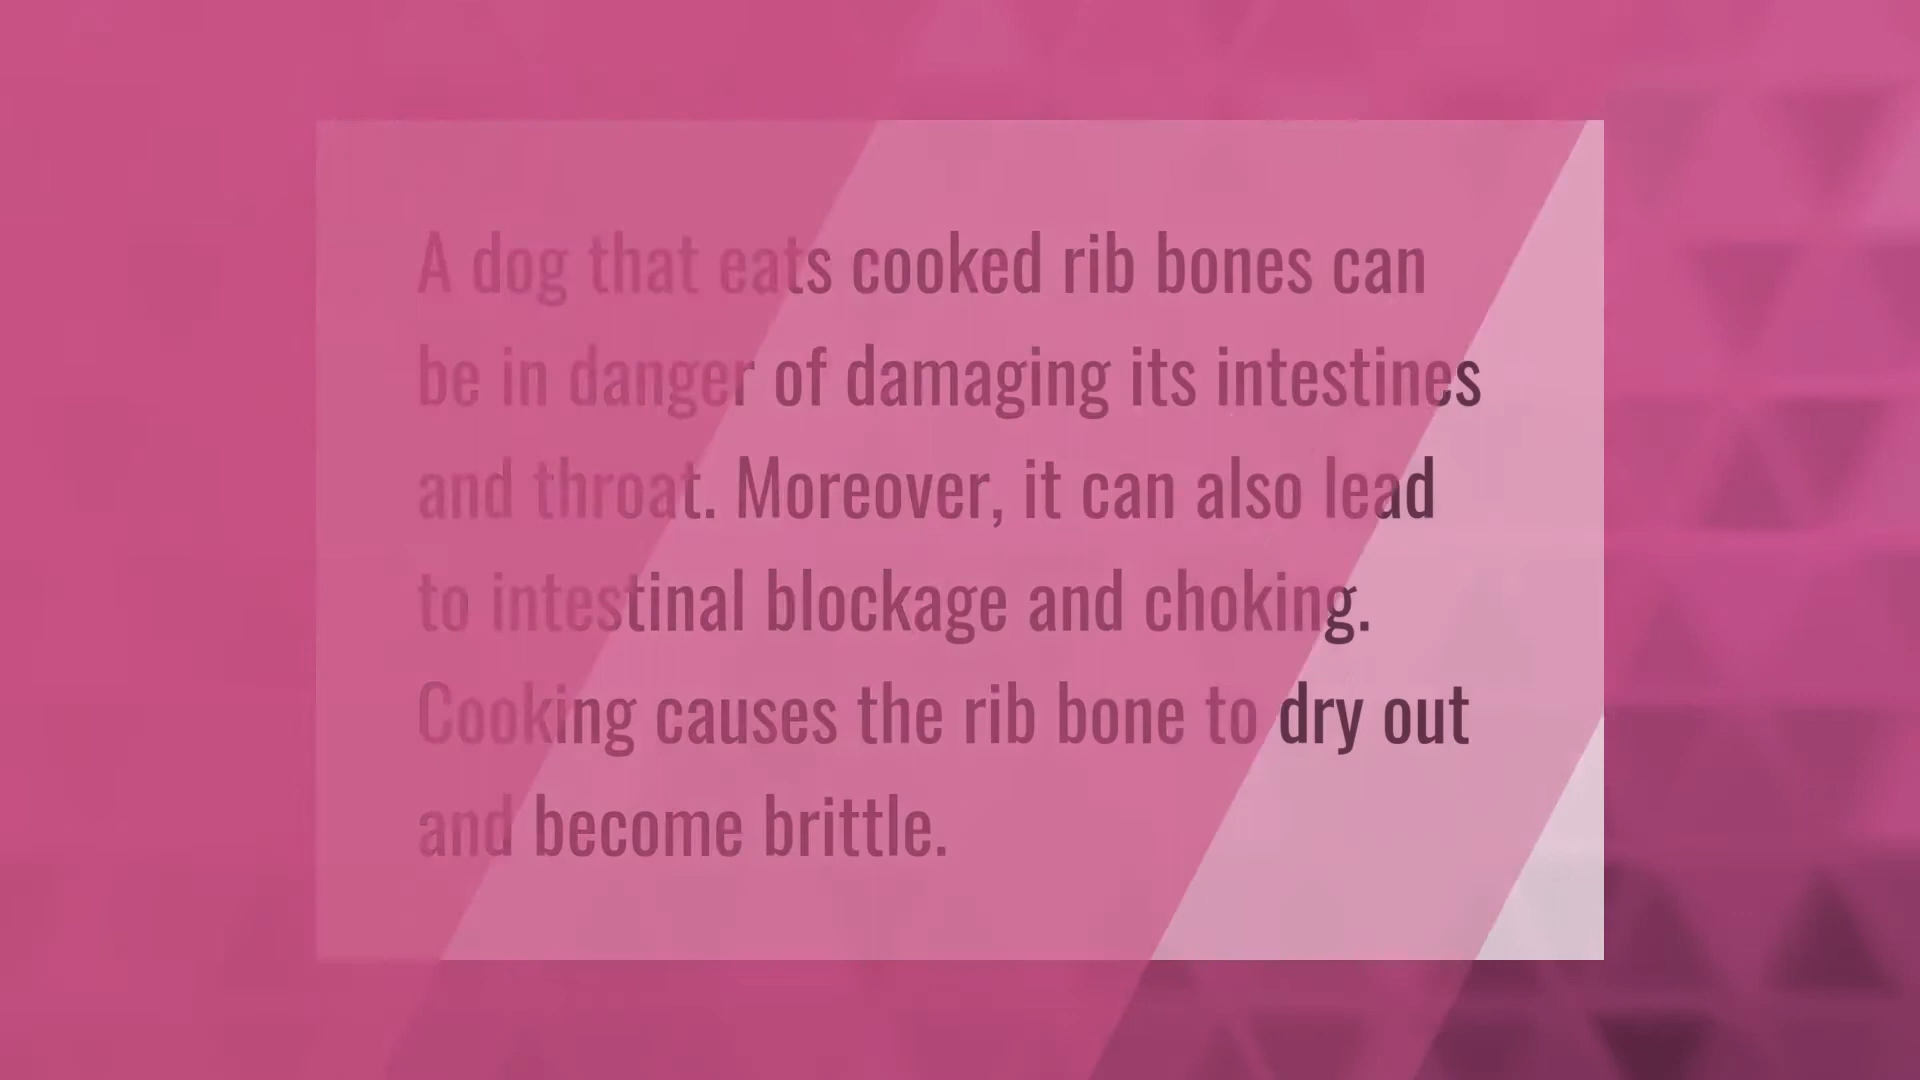 A dog that eats cooked rib bones can
be in danger of damaging its intestines
and throat. Moreover, it can also lead
to intestinal blockage and choking.
Cooking causes the rib bone to dry out
and become brittle.